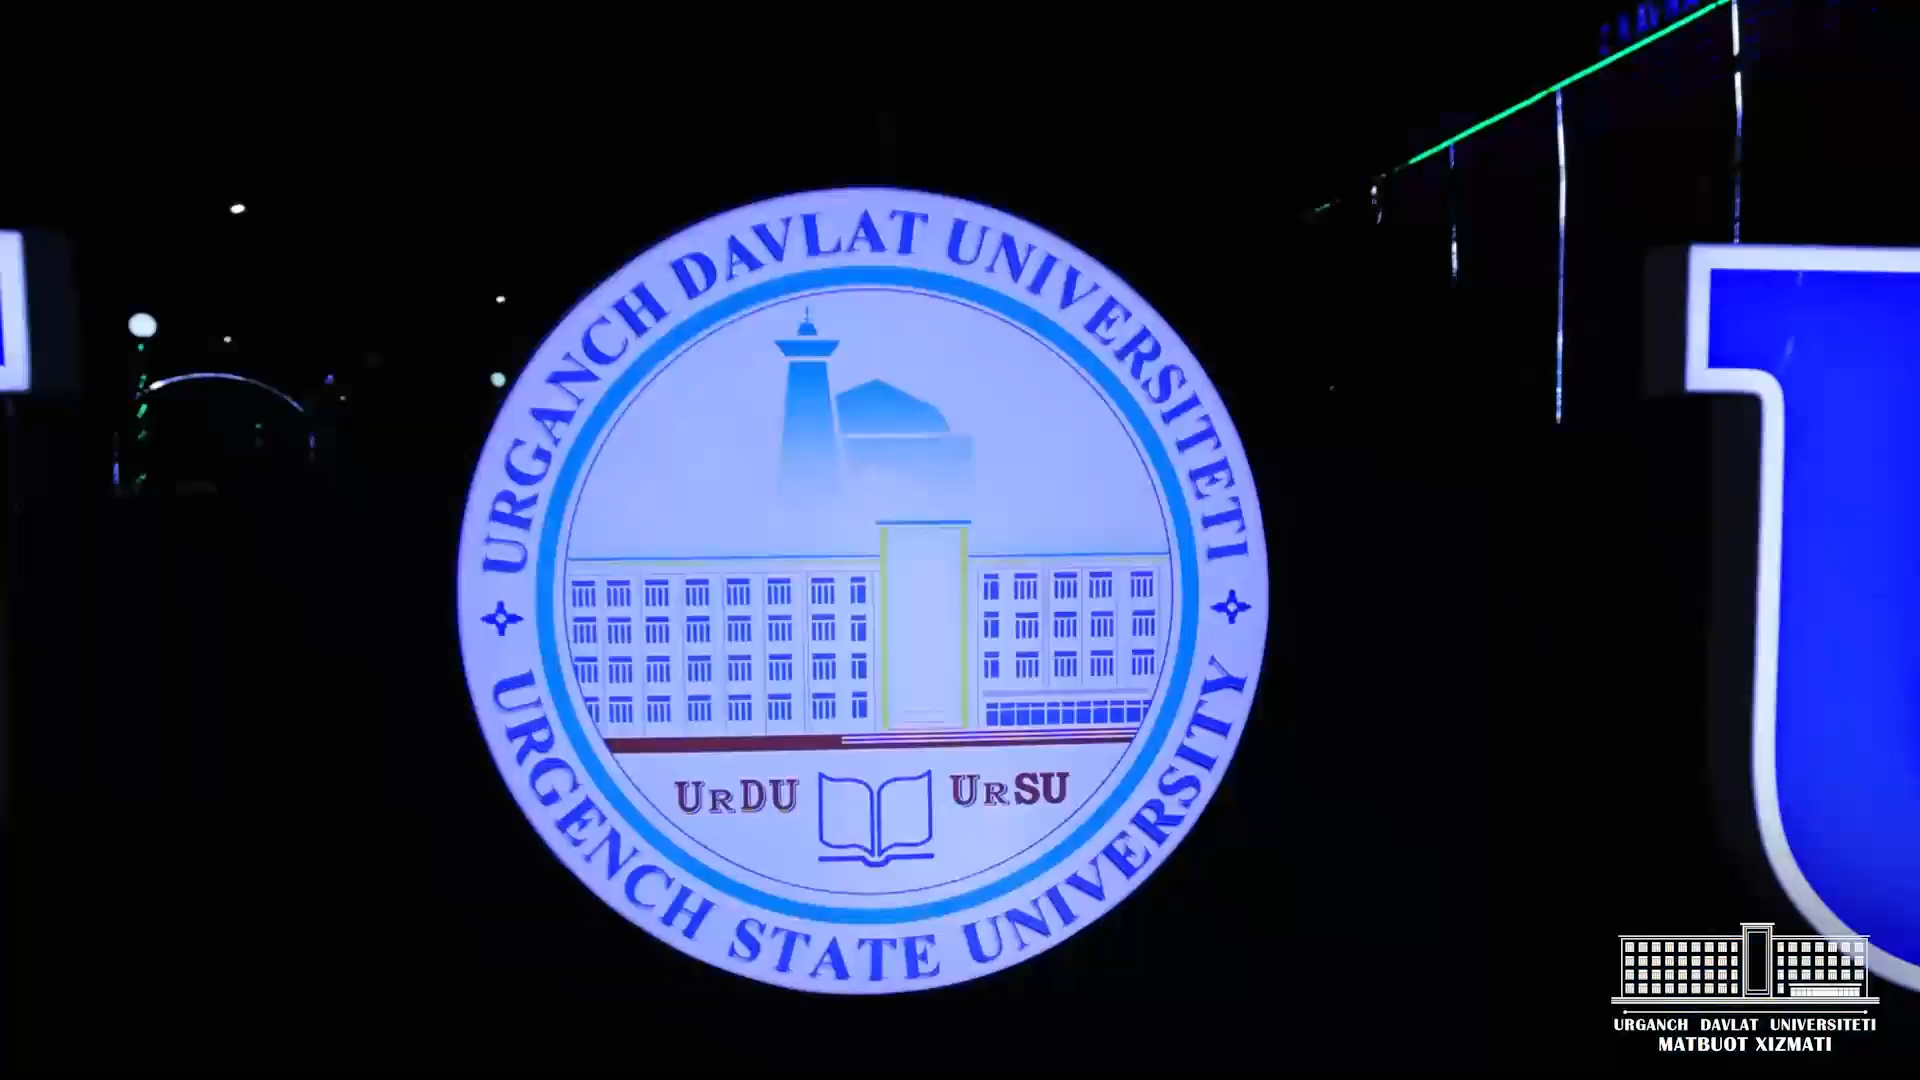 URGANCH DAVLAT UNIVERSITETI
UrDU
UrSU
URGENCH STATE UNIVERSITY
URGANCH DAVLAT UNIVERSITETI
MATBUOT XIZMATI